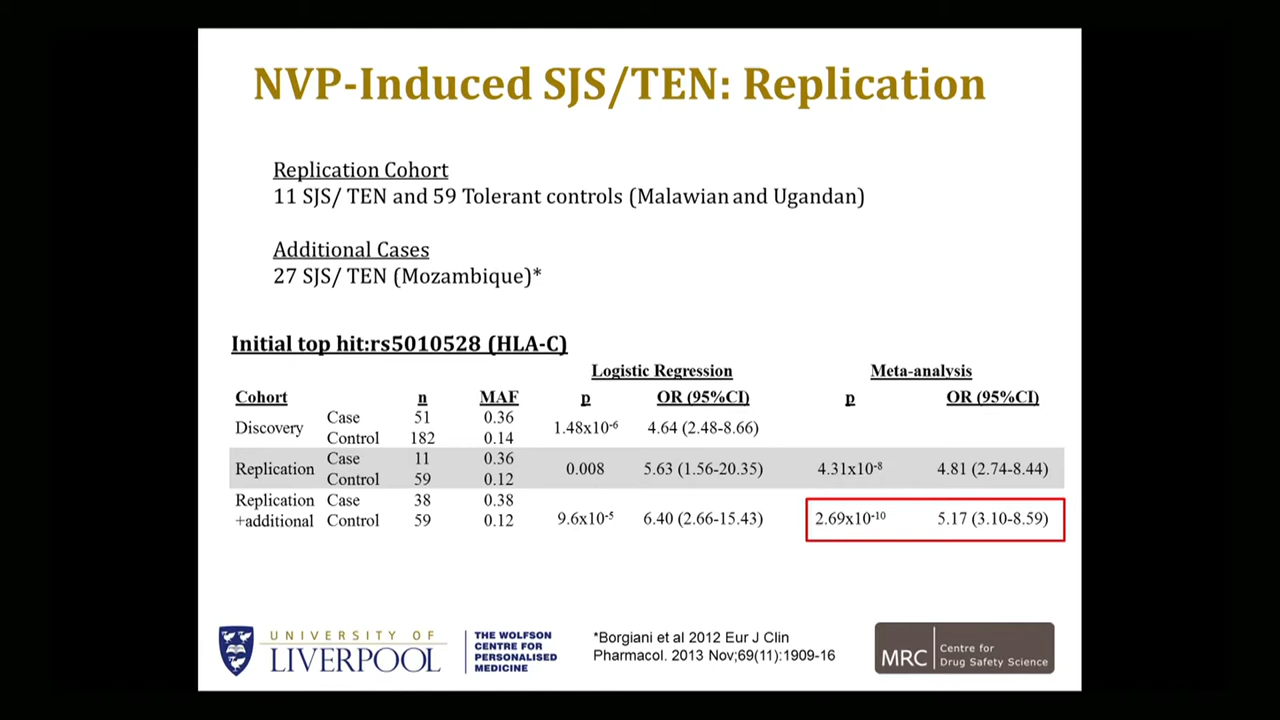 NVP-Induced SJS/TEN: Replication
Replication Cohort
11 SJS/ TEN and 59 Tolerant controls (Malawian and Ugandan)
Additional Cases
27 SJS/ TEN (Mozambique)*
Initial top hit:rs5010528 (HLA-C)
Logistic Regression Meta-analysis
Cohort n MAF p OR (95%CI) p OR (95%CI)
Discovery Case 51 0.36 1.48x10-6 4.64 (2.48-8.66)
Control 182 0.14
Replication Case 11 0.36 0.008 5.63 (1.56-20.35) 4.31x10-8 4.81 (2.74-8.44)
Control 59 0.12
Replication Case 38 0.38
+additional Control 59 0.12 9.6x10-5 6.40 (2.66-15.43) 2.69x10-10 5.17 (3.10-8.59)
UNIVERSITY OF
LIVERPOOL
THE WOLFSON
CENTRE FOR
PERSONALISED
MEDICINE
*Borgiani et al 2012 Eur J Clin
Pharmacol. 2013 Nov;69(11):1909-16
MRC Centre for
Drug Safety Science